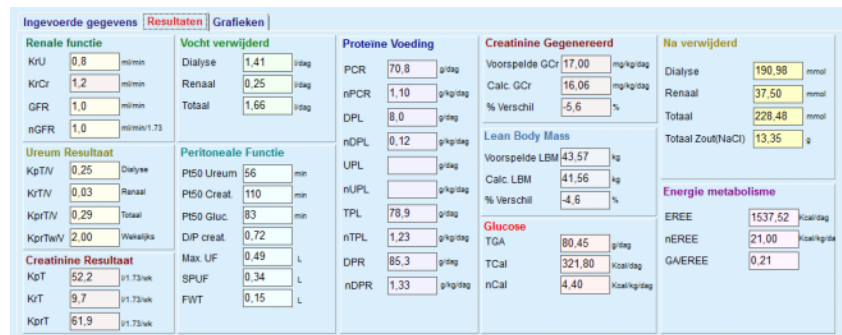 Ingevoerde gegevens Resultaten Grafieken
Renale functie
KrU 0,8 ml/min
KrCr 1,2 ml/min
GFR 1,0 ml/min
nGFR 1,0 ml/min/1.73
Ureum Resultaat
KpT/V 0,25 Dialyse
KrT/V 0,03 Renaal
KprT/V 0,29 Totaal
KprTw/V 2,00 Wekelijks
Creatinine Resultaat
KpT 52,2 l/1.73/wk
KrT 9,7 l/1.73/wk
KprT 61,9 l/1.73/wk
Vocht verwijderd
Dialyse 1,41 l/dag
Renaal 0,25 l/dag
Totaal 1,66 l/dag
Peritoneale Functie
Pt50 Ureum 56 min
Pt50 Creat. 110 min
Pt50 Gluc. 83 min
D/P creat. 0,72
Max. UF 0,49 L
SPUF 0,34 L
FWT 0,15 L
Proteïne Voeding
PCR 70,8 g/dag
nPCR 1,10 g/kg/dag
DPL 8,0 g/dag
nDPL 0,12 g/kg/dag
UPL g/dag
nUPL g/kg/dag
TPL 78,9 g/dag
nTPL 1,23 g/kg/dag
DPR 85,3 g/dag
nDPR 1,33 g/kg/dag
Creatinine Gegenereerd
Voorspelde GCr 17,00 mg/kg/dag
Calc. GCr 16,06 mg/kg/dag
% Verschil -5,6 %
Lean Body Mass
Voorspelde LBM 43,57 kg
Calc. LBM 41,56 kg
% Verschil -4,6 %
Glucose
TGA 80,45 g/dag
TCal 321,80 Kcal/dag
nCal 4,40 Kcal/kg/dag
Na verwijderd
Dialyse 190,98 mmol
Renaal 37,50 mmol
Totaal 228,48 mmol
Totaal Zout(NaCl) 13,35 g
Energie metabolisme
EREE 1537,52 Kcal/dag
nEREE 21,00 Kcal/kg/da
GA/EREE 0,21